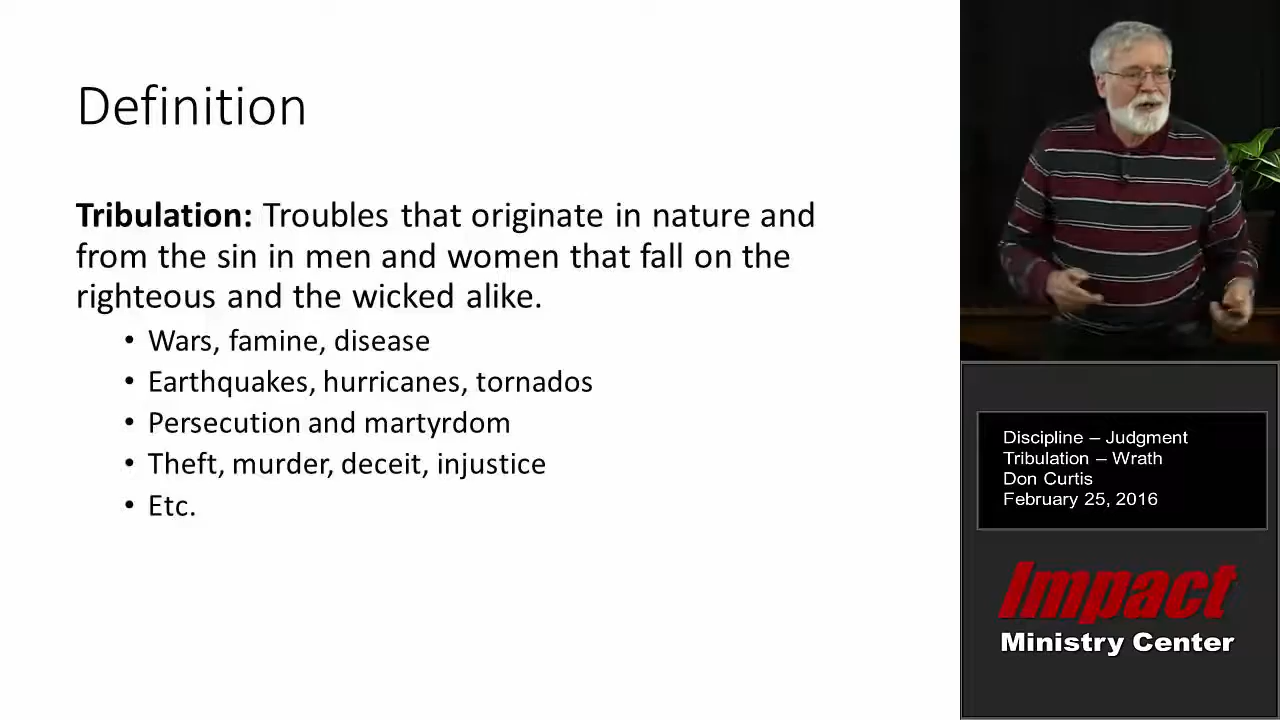 Definition
Tribulation: Troubles that originate in nature and
from the sin in men and women that fall on the
righteous and the wicked alike.
• Wars, famine, disease
• Earthquakes, hurricanes, tornados
• Persecution and martyrdom
• Theft, murder, deceit, injustice
• Etc.
Discipline – Judgment
Tribulation – Wrath
Don Curtis
February 25, 2016
Impact
Ministry Center